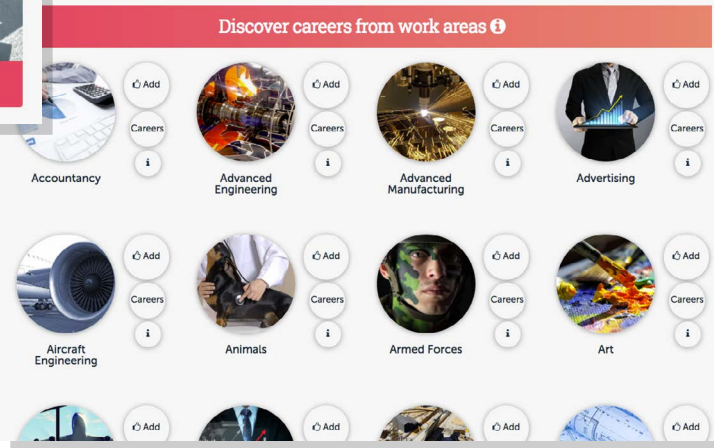 Discover careers from work areas i
Add
Careers
i
Accountancy
Add
Careers
i
Advanced
Engineering
Add
Careers
i
Advanced
Manufacturing
Add
Careers
i
Advertising
Add
Careers
i
Aircraft
Engineering
Add
Careers
i
Animals
Add
Careers
i
Armed Forces
Add
Careers
i
Art
Add
Add
Add
Add